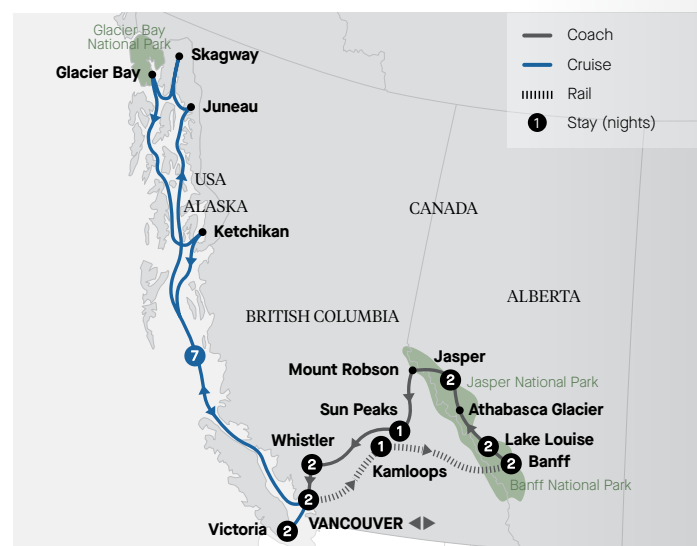 Glacier Bay
National Park
Skagway
Glacier Bay
Juneau
USA
ALASKA
Ketchikan
CANADA
BRITISH COLUMBIA
ALBERTA
7
Mount Robson
Jasper
2
Jasper National Park
Sun Peaks
1
Athabasca Glacier
Whistler
2
1
Kamloops
2
Lake Louise
2
Banff
Banff National Park
2
VANCOUVER
Victoria
2
Coach
Cruise
Rail
1
Stay (nights)